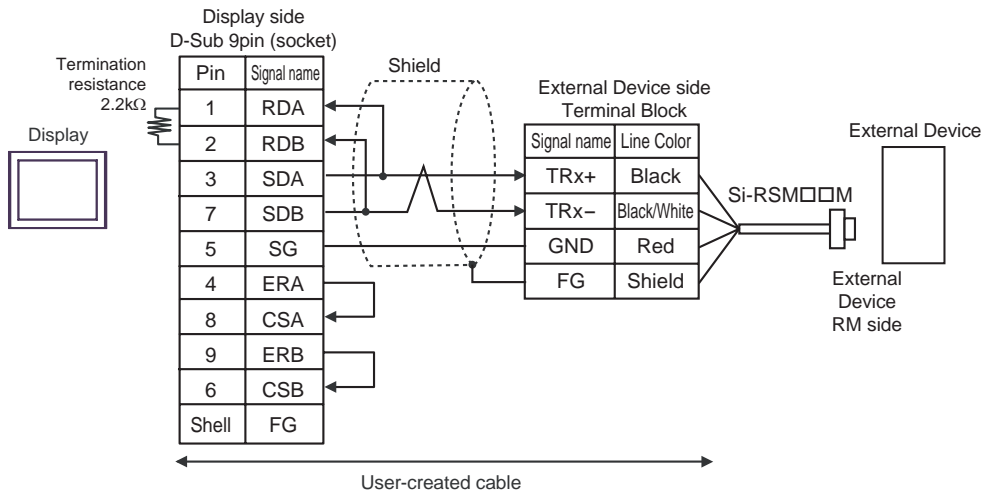 Display side
D-Sub 9pin (socket)
Termination
resistance
2.2kΩ
Display
Pin Signal name
1 RDA
2 RDB
3 SDA
7 SDB
5 SG
4 ERA
8 CSA
9 ERB
6 CSB
Shell FG
Shield
External Device side
Terminal Block
Signal name Line Color
TRx+ Black
TRx− Black/White
GND Red
FG Shield
Si-RSM□□M
External Device
External
Device
RM side
User-created cable